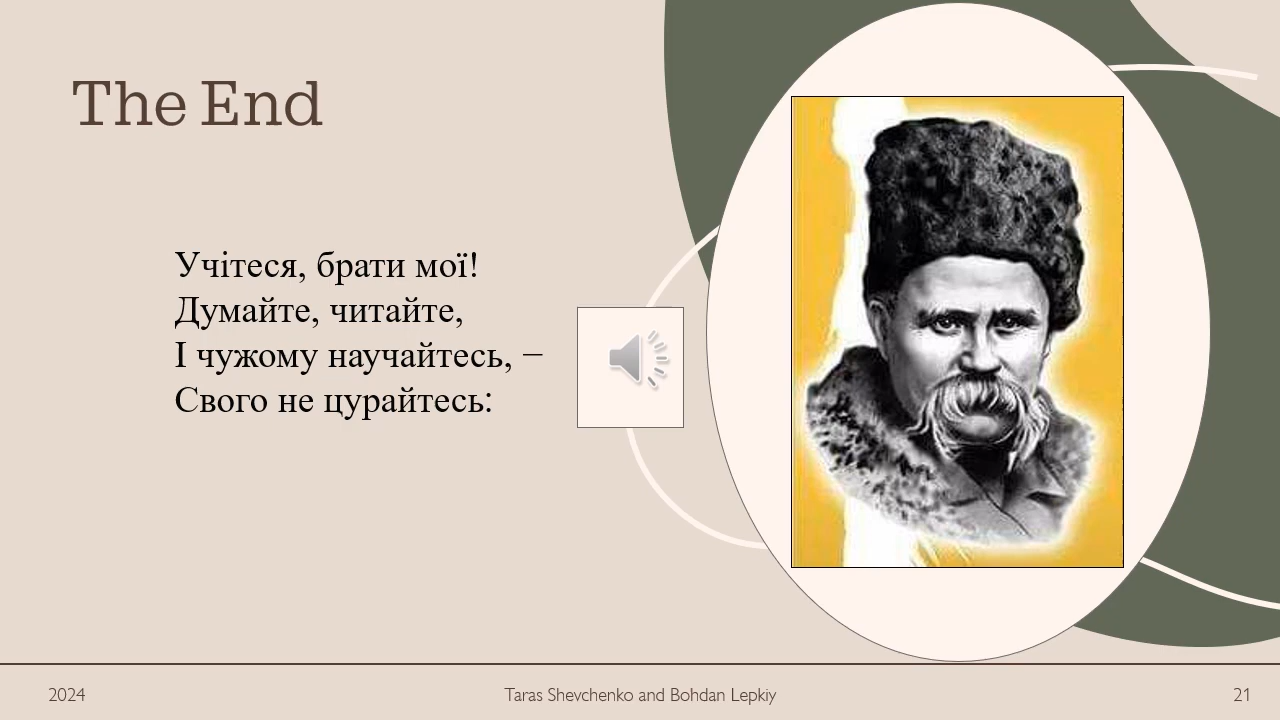 The End
Учітеся, брати мої!
Думайте, читайте,
І чужому научайтесь, –
Свого не цурайтесь:
2024
Taras Shevchenko and Bohdan Lepkiy
21